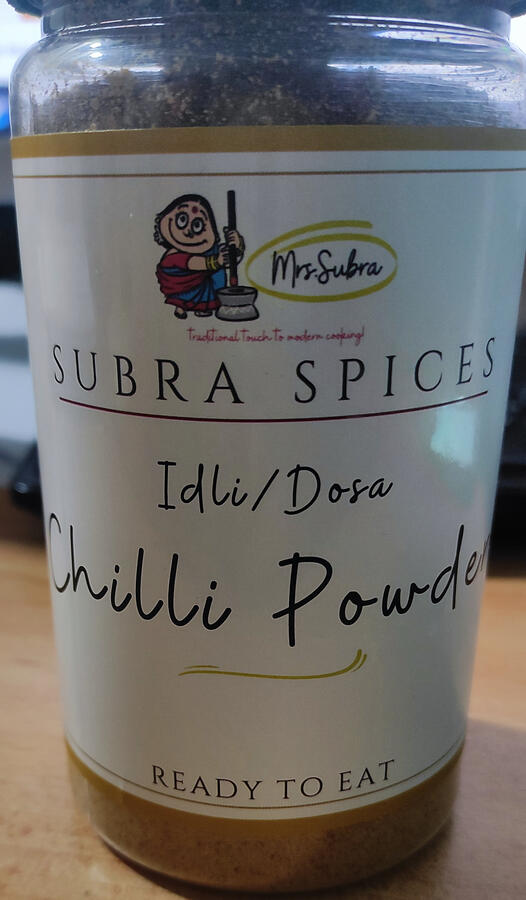 Mrs.Subra
Traditional Touch to modern cooking!
SUBRA SPICES
Idli/Dosa
Chilli Powder
READY TO EAT